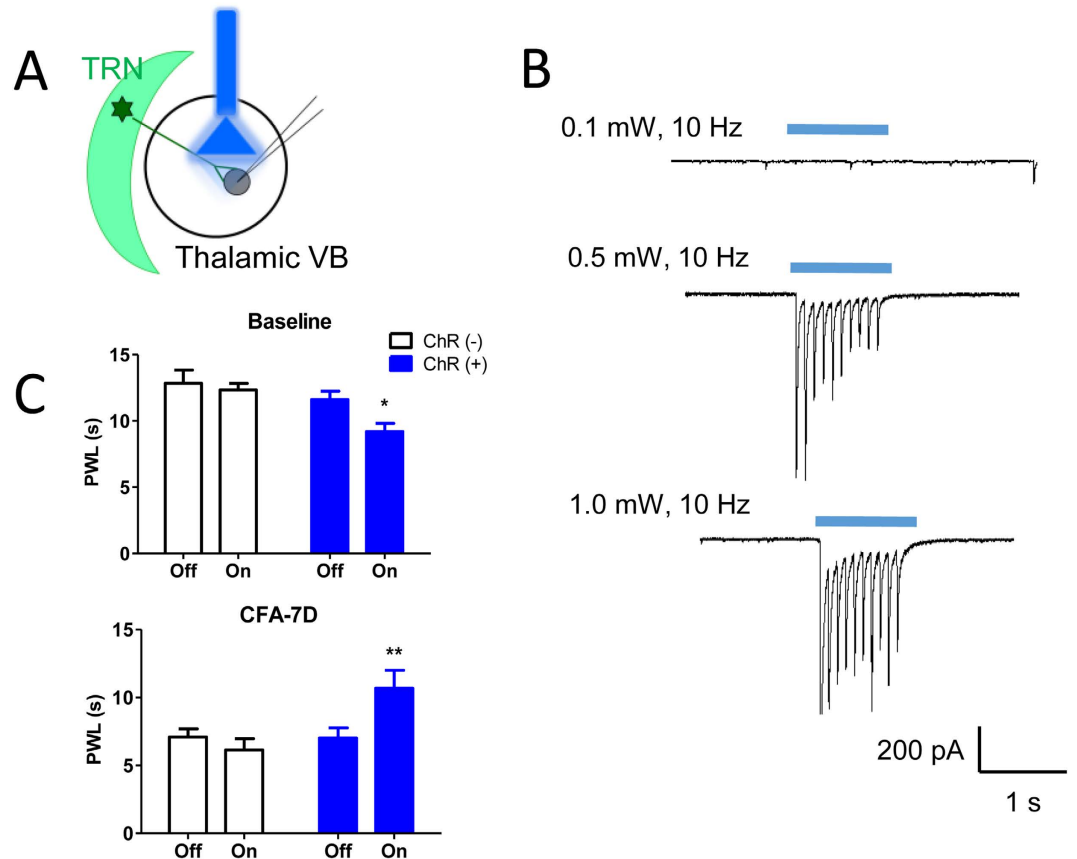 A
TRN
Thalamic VB
B
0.1 mW, 10 Hz
0.5 mW, 10 Hz
1.0 mW, 10 Hz
200 pA
1 s
C
Baseline
ChR (-)
ChR (+)
PWL (s)
15
10
5
0
*
Off On Off On
CFA-7D
PWL (s)
15
10
5
0
**
Off On Off On